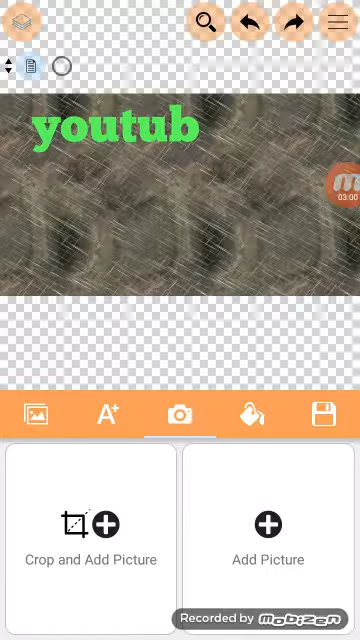 youtub
03:00
Crop and Add Picture
Add Picture
Recorded by mobizen